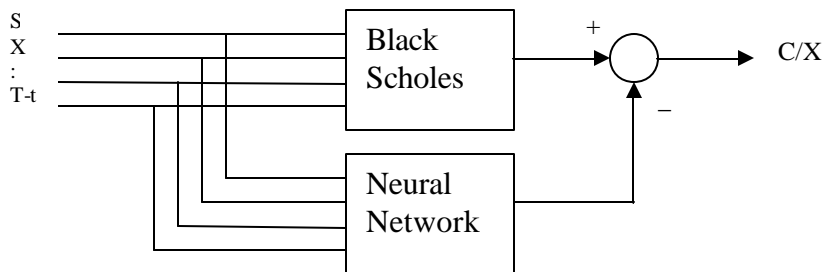 S
X
:
T-t
Black
Scholes
+
C/X
−
Neural
Network